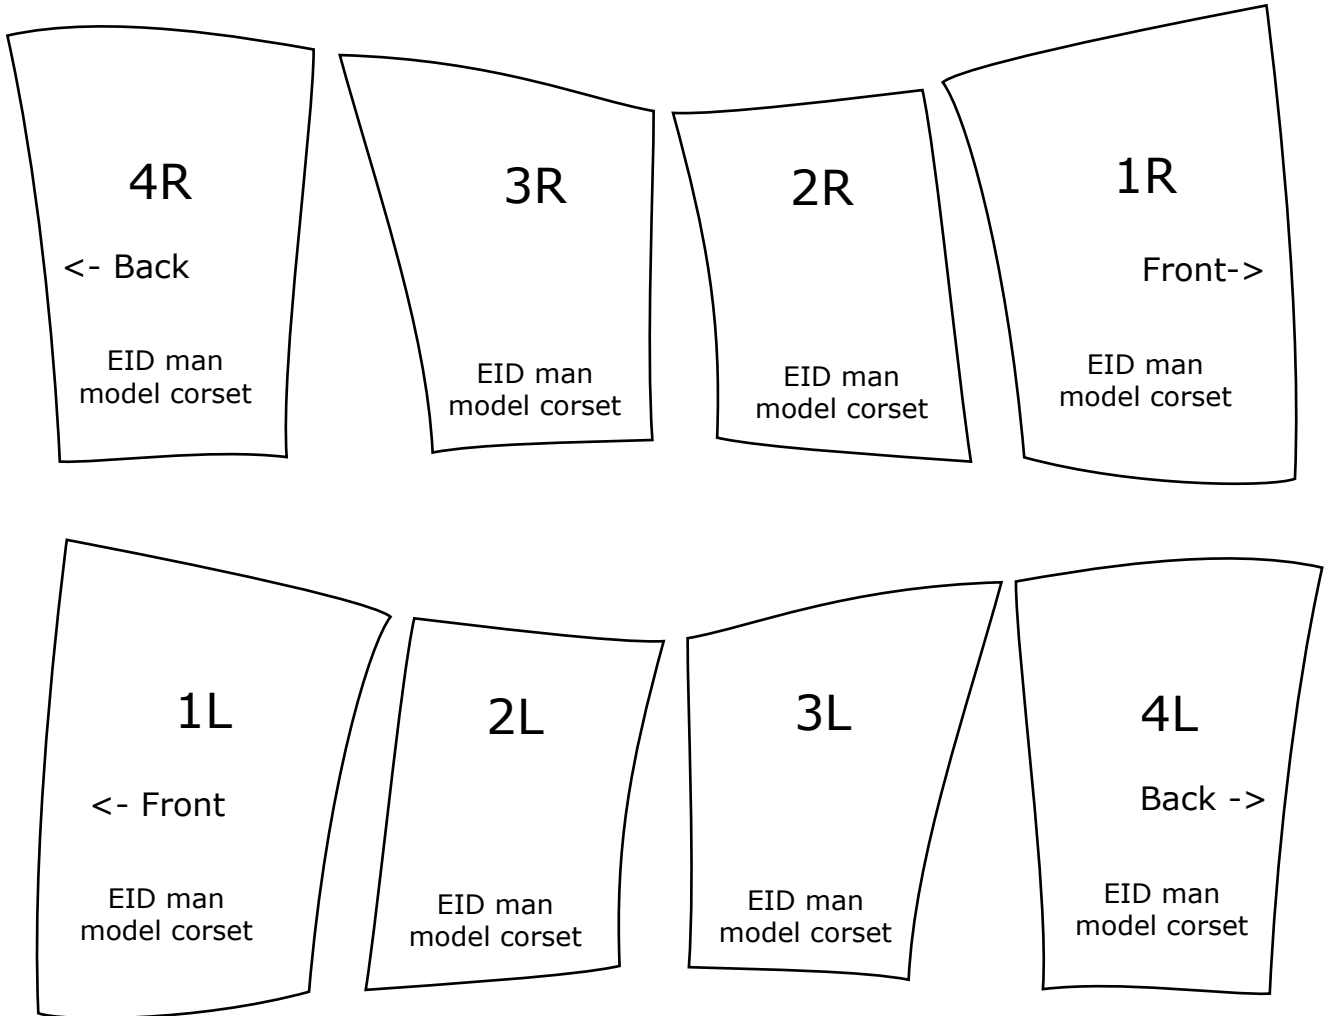 4R
<- Back
EID man
model corset
3R
EID man
model corset
2R
EID man
model corset
1R
Front->
EID man
model corset
1L
<- Front
EID man
model corset
2L
EID man
model corset
3L
EID man
model corset
4L
Back ->
EID man
model corset